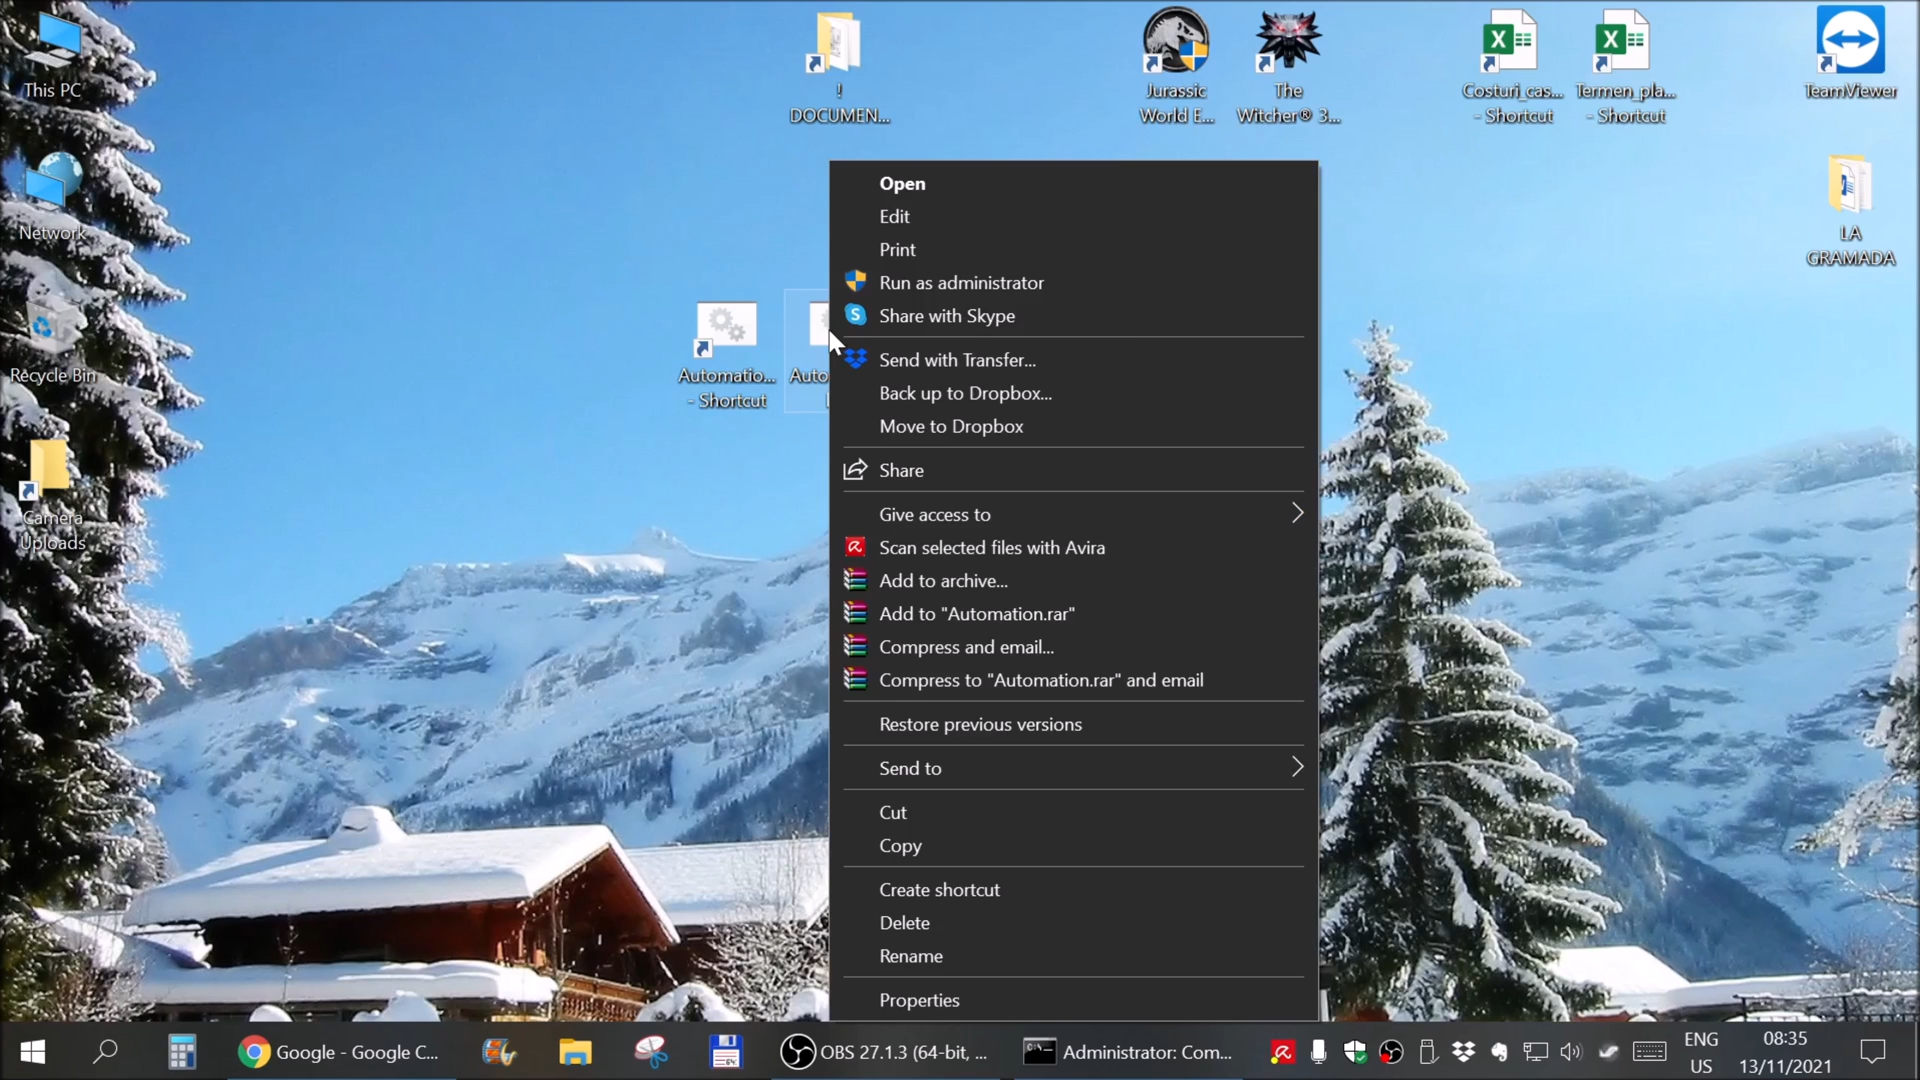 This PC
!
DOCUMEN...
Jurassic
World E...
The
Witcher® 3...
Costuri_cas...
- Shortcut
Termen_pla...
- Shortcut
TeamViewer
Network
LA
GRAMADA
Recycle Bin
Automatio...
- Shortcut
Auto
Camera
Uploads
Open
Edit
Print
Run as administrator
Share with Skype
Send with Transfer...
Back up to Dropbox...
Move to Dropbox
Share
Give access to
Scan selected files with Avira
Add to archive...
Add to "Automation.rar"
Compress and email...
Compress to "Automation.rar" and email
Restore previous versions
Send to
Cut
Copy
Create shortcut
Delete
Rename
Properties
Google - Google C...
OBS 27.1.3 (64-bit, ...
Administrator: Com...
ENG
US
08:35
13/11/2021